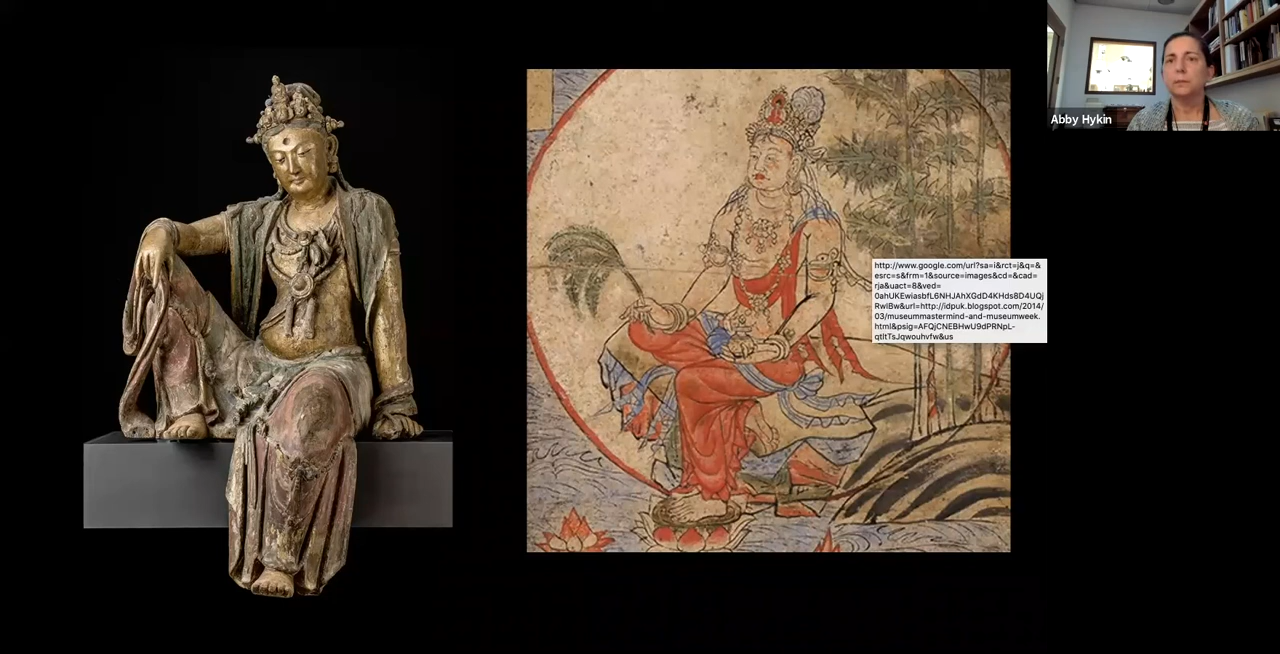 Abby Hykin
http://www.google.com/url?sa=i&rct=j&q=&
esrc=s&frm=1&source=images&cd=&cad=
rja&uact=8&ved=
0ahUKEwiasbfL6NHJAhXGdD4KHds8D4UQj
RwIBw&url=http://idpuk.blogspot.com/2014/
03/museummastermind-and-museumweek.
html&psig=AFQjCNEBHwU9dPRNpL-
qtItTsJqwouhvfw&us